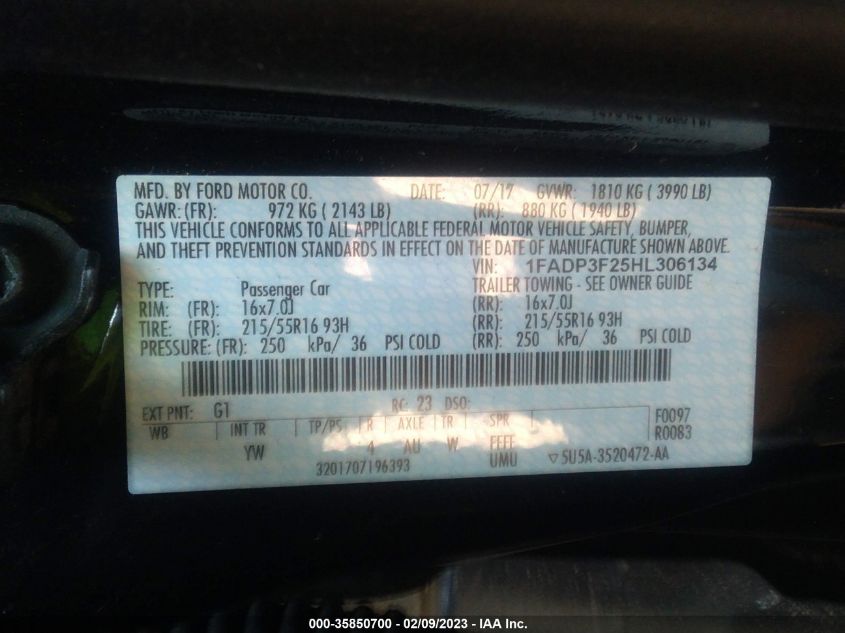 MFD. BY FORD MOTOR CO. DATE: 07/17 GVWR: 1810 KG ( 3990 LB)
GAWR: (FR): 972 KG ( 2143 LB) (RR): 880 KG ( 1940 LB)
THIS VEHICLE CONFORMS TO ALL APPLICABLE FEDERAL MOTOR VEHICLE SAFETY, BUMPER,
AND THEFT PREVENTION STANDARDS IN EFFECT ON THE DATE OF MANUFACTURE SHOWN ABOVE.
VIN: 1FADP3F25HL306134
TYPE: Passenger Car TRAILER TOWING - SEE OWNER GUIDE
RIM: (FR): 16x7.0J (RR): 16x7.0J
TIRE: (FR): 215/55R16 93H (RR): 215/55R16 93H
PRESSURE: (FR): 250 kPa/ 36 PSI COLD (RR): 250 kPa/ 36 PSI COLD
EXT PNT: G1 RC: 23 DSO: F0097
WB INT TR TP/PS R AXLE TR SPR R0083
YW 4 AU W FFFF
3201707196393 UMU ▽5U5A-3520472-AA
000-35850700 - 02/09/2023 - IAA Inc.